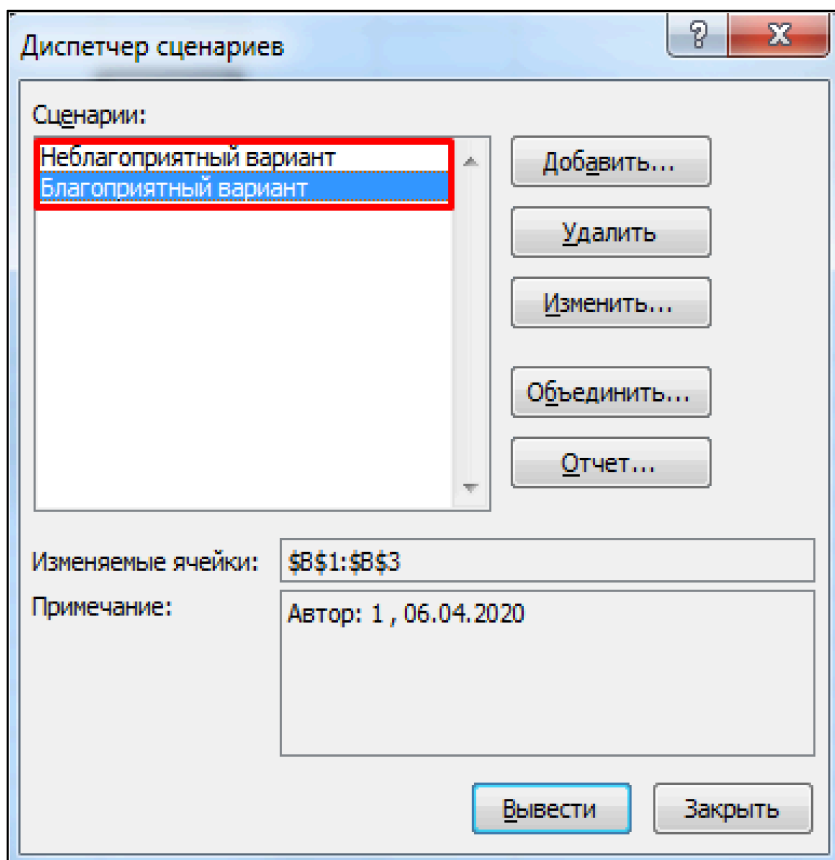 Диспетчер сценариев
Сценарии:
Неблагоприятный вариант
Благоприятный вариант
Добавить...
Удалить
Изменить...
Объединить...
Отчет...
Изменяемые ячейки: $B$1:$B$3
Примечание: Автор: 1 , 06.04.2020
Вывести Закрыть